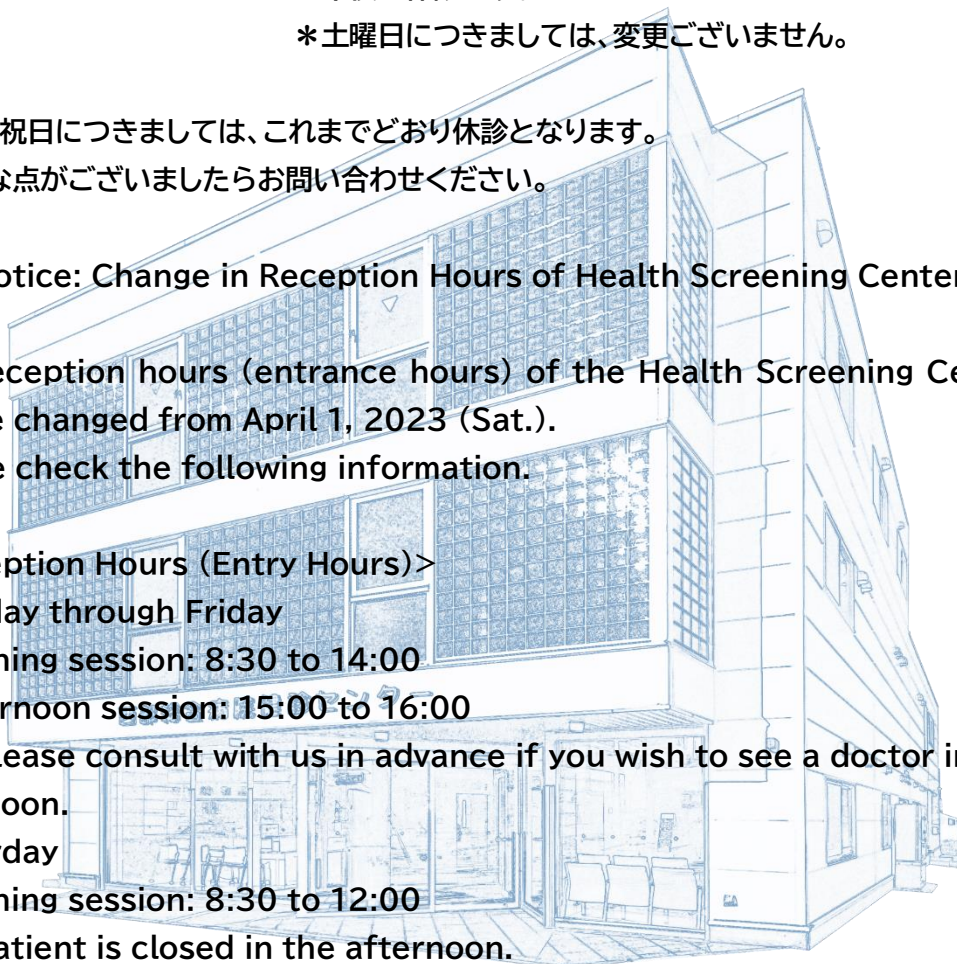 ＊土曜日につきましては、変更ございません。
祝日につきましては、これまでどおり休診となります。
な点がございましたらお問い合わせください。
otice: Change in Reception Hours of Health Screening Center
eception hours (entrance hours) of the Health Screening Ce
e changed from April 1, 2023 (Sat.).
e check the following information.
eption Hours (Entry Hours)>
day through Friday
ning session: 8:30 to 14:00
rnoon session: 15:00 to 16:00
lease consult with us in advance if you wish to see a doctor in
oon.
day
ning session: 8:30 to 12:00
atient is closed in the afternoon.